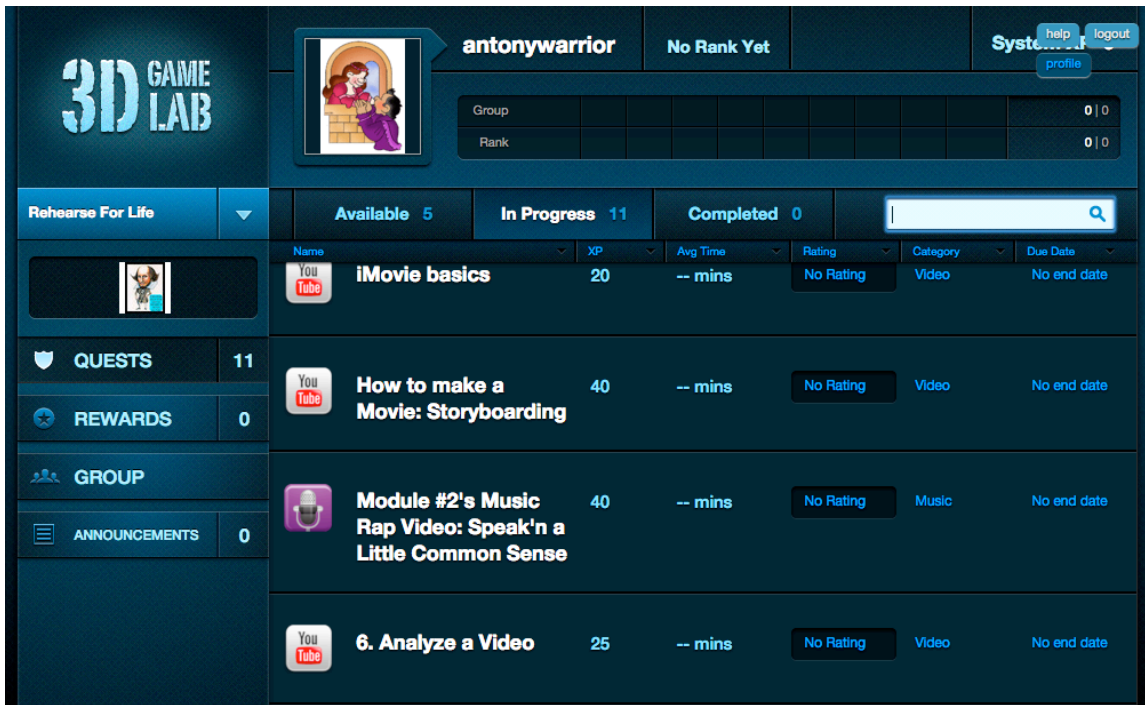 3D GAME LAB
antonywarrior
No Rank Yet
help
logout
profile
Group
0 | 0
Rank
0 | 0
Rehearse For Life
Available 5
In Progress 11
Completed 0
Name
XP
Avg Time
Rating
Category
Due Date
You Tube
iMovie basics
20
-- mins
No Rating
Video
No end date
QUESTS 11
You Tube
How to make a
Movie: Storyboarding
40
-- mins
No Rating
Video
No end date
REWARDS 0
GROUP
Module #2's Music
Rap Video: Speak'n a
Little Common Sense
40
-- mins
No Rating
Music
No end date
ANNOUNCEMENTS 0
You Tube
6. Analyze a Video
25
-- mins
No Rating
Video
No end date